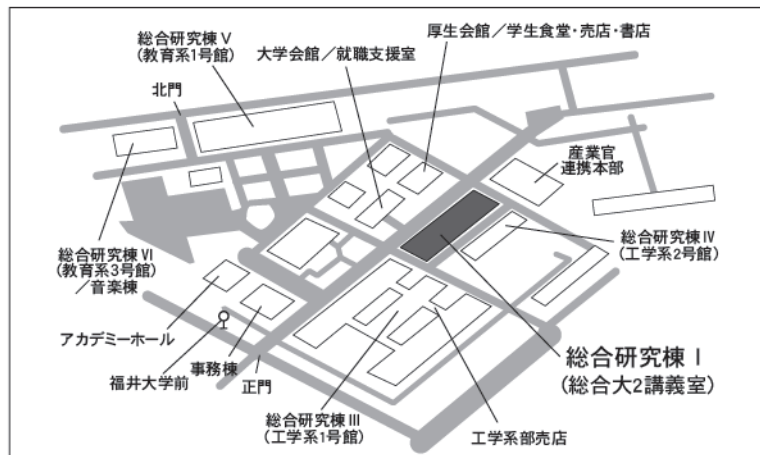 厚生会館／学生食堂・売店・書店
総合研究棟Ⅴ
(教育系1号館)
大学会館／就職支援室
北門
産業官
連携本部
総合研究棟Ⅳ
(工学系2号館)
総合研究棟Ⅵ
(教育系3号館)
／音楽棟
アカデミーホール
福井大学前
事務棟
正門
総合研究棟Ⅰ
(総合大2講義室)
総合研究棟Ⅲ
(工学系1号館)
工学系部売店